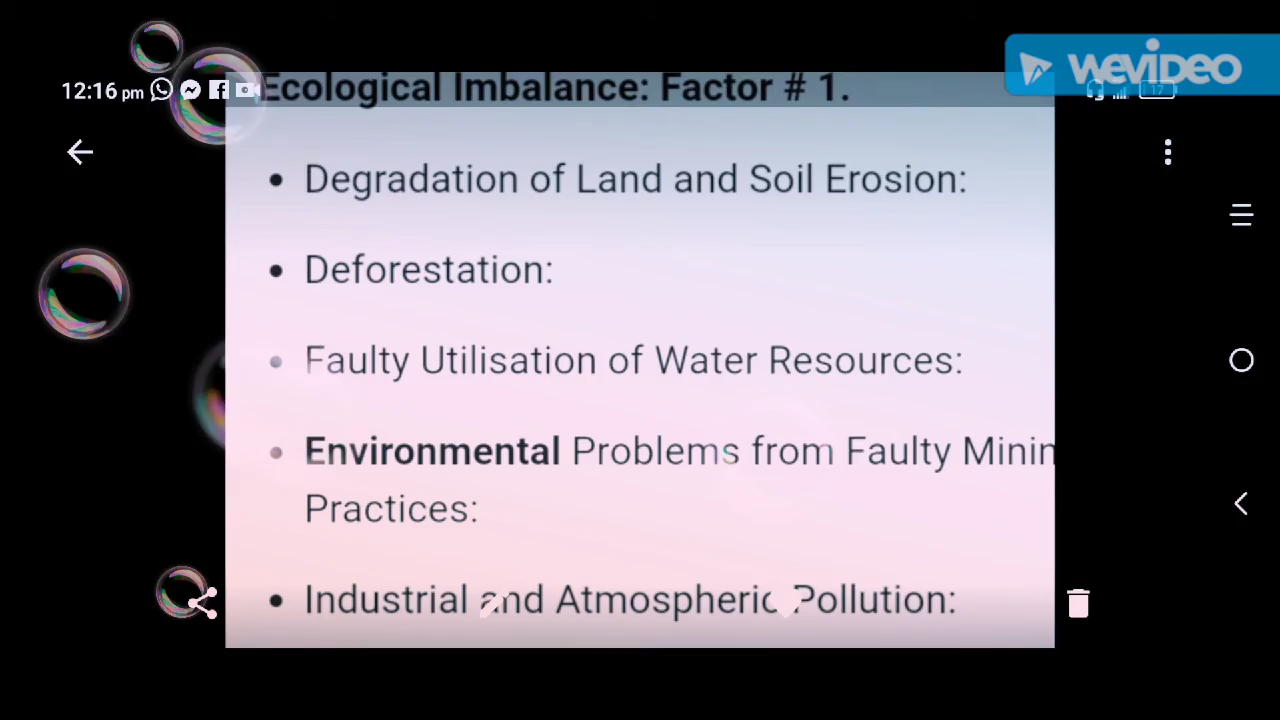 wevideo
12:16 pm
17
Ecological Imbalance: Factor # 1.
• Degradation of Land and Soil Erosion:
• Deforestation:
• Faulty Utilisation of Water Resources:
• Environmental Problems from Faulty Minin
Practices:
• Industrial and Atmospheric Pollution: